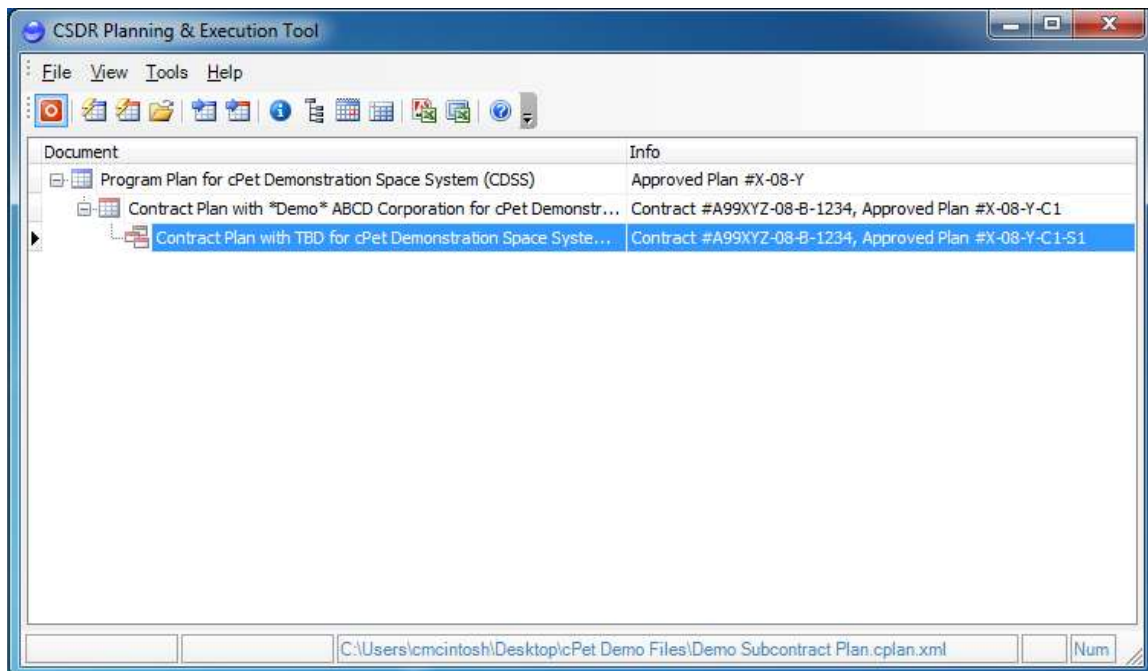 CSDR Planning & Execution Tool
File View Tools Help
Document Info
Program Plan for cPet Demonstration Space System (CDSS) Approved Plan #X-08-Y
Contract Plan with *Demo* ABCD Corporation for cPet Demonstr... Contract #A99XYZ-08-B-1234, Approved Plan #X-08-Y-C1
Contract Plan with TBD for cPet Demonstration Space Syste... Contract #A99XYZ-08-B-1234, Approved Plan #X-08-Y-C1-S1
C:\Users\cmcintosh\Desktop\cPet Demo Files\Demo Subcontract Plan.cplan.xml Num